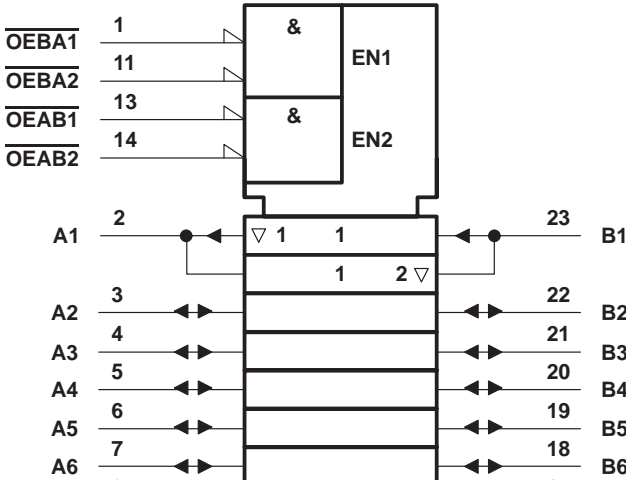 OEBA1 1 &
OEBA2 11 EN1
OEAB1 13 &
OEAB2 14 EN2
A1 2 ▽ 1 1 23 B1
1 2 ▽
A2 3 22 B2
A3 4 21 B3
A4 5 20 B4
A5 6 19 B5
A6 7 18 B6